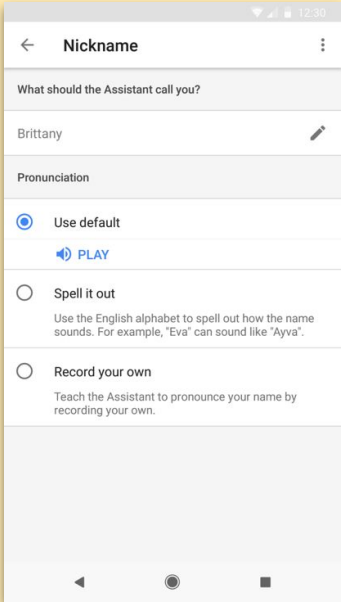 12:30
Nickname
What should the Assistant call you?
Brittany
Pronunciation
Use default
PLAY
Spell it out
Use the English alphabet to spell out how the name
sounds. For example, "Eva" can sound like "Ayva".
Record your own
Teach the Assistant to pronounce your name by
recording your own.